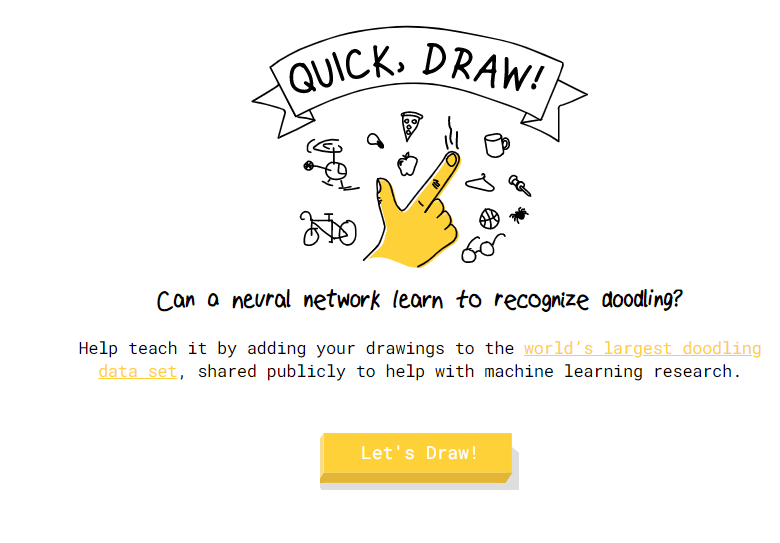 QUICK, DRAW!
Can a neural network learn to recognize doodling?
Help teach it by adding your drawings to the world’s largest doodling
data set, shared publicly to help with machine learning research.
Let's Draw!